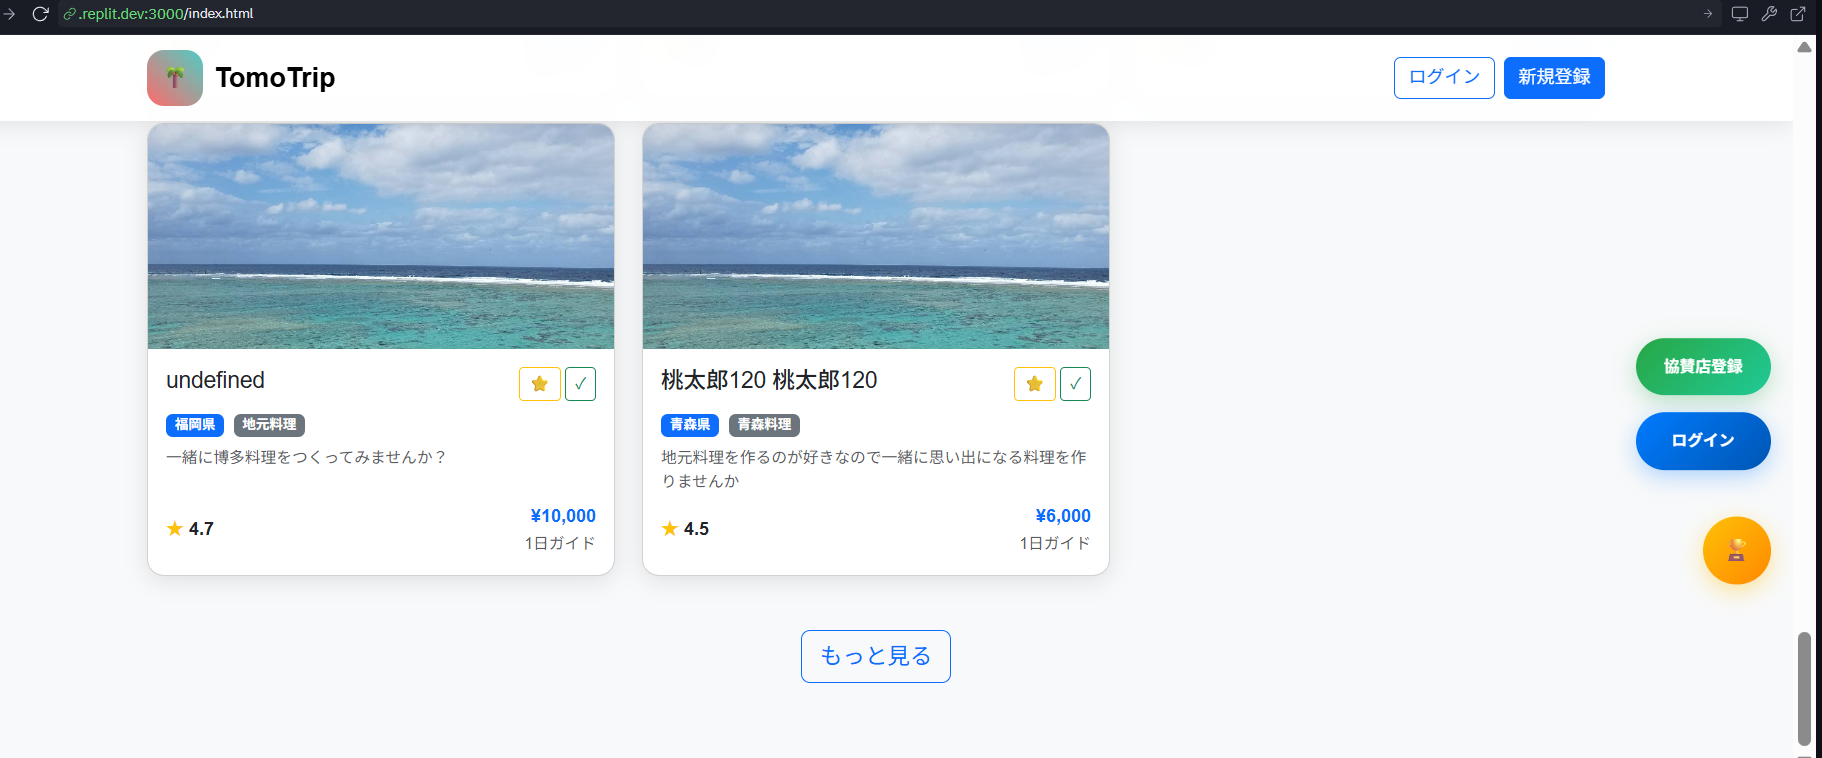 .replit.dev:3000/index.html
TomoTrip
ログイン
新規登録
undefined
福岡県 地元料理
一緒に博多料理をつくってみませんか？
★ 4.7
¥10,000
1日ガイド
桃太郎120 桃太郎120
青森県 青森料理
地元料理を作るのが好きなので一緒に思い出になる料理を作
りませんか
★ 4.5
¥6,000
1日ガイド
協賛店登録
ログイン
もっと見る